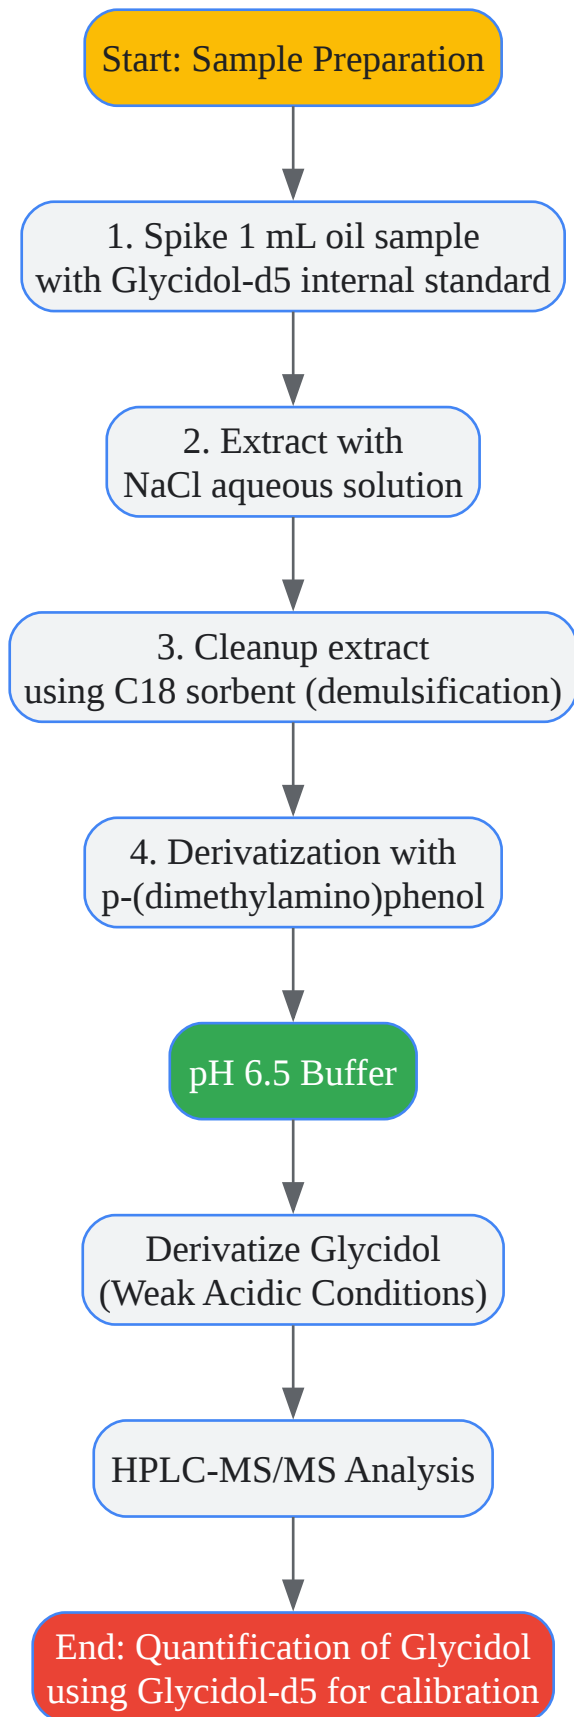 Start: Sample Preparation
1. Spike 1 mL oil sample
with Glycidol-d5 internal standard
2. Extract with
NaCl aqueous solution
3. Cleanup extract
using C18 sorbent (demulsification)
4. Derivatization with
p-(dimethylamino)phenol
pH 6.5 Buffer
Derivatize Glycidol
(Weak Acidic Conditions)
HPLC-MS/MS Analysis
End: Quantification of Glycidol
using Glycidol-d5 for calibration